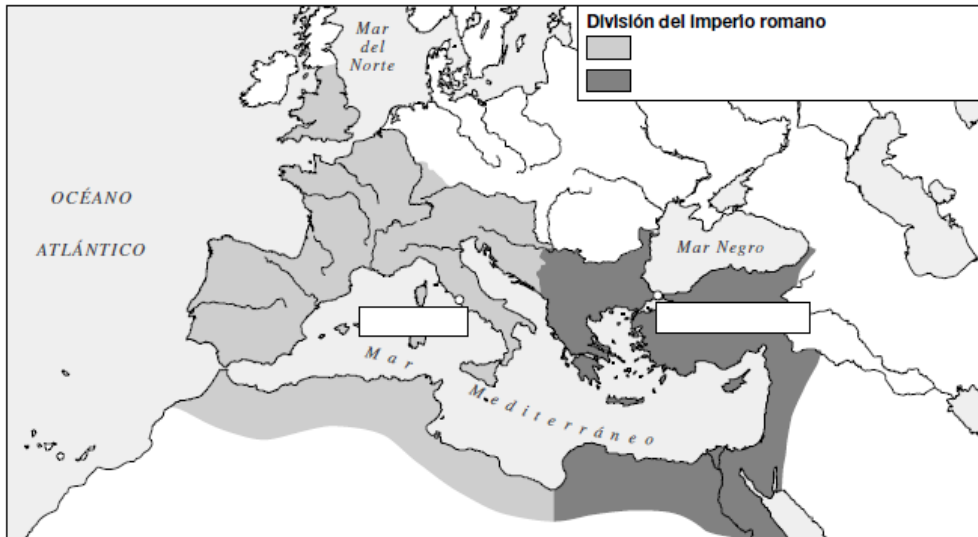 División del imperio romano
Mar
del
Norte
OCÉANO
ATLÁNTICO
Mar Negro
Mar
Mediterráneo